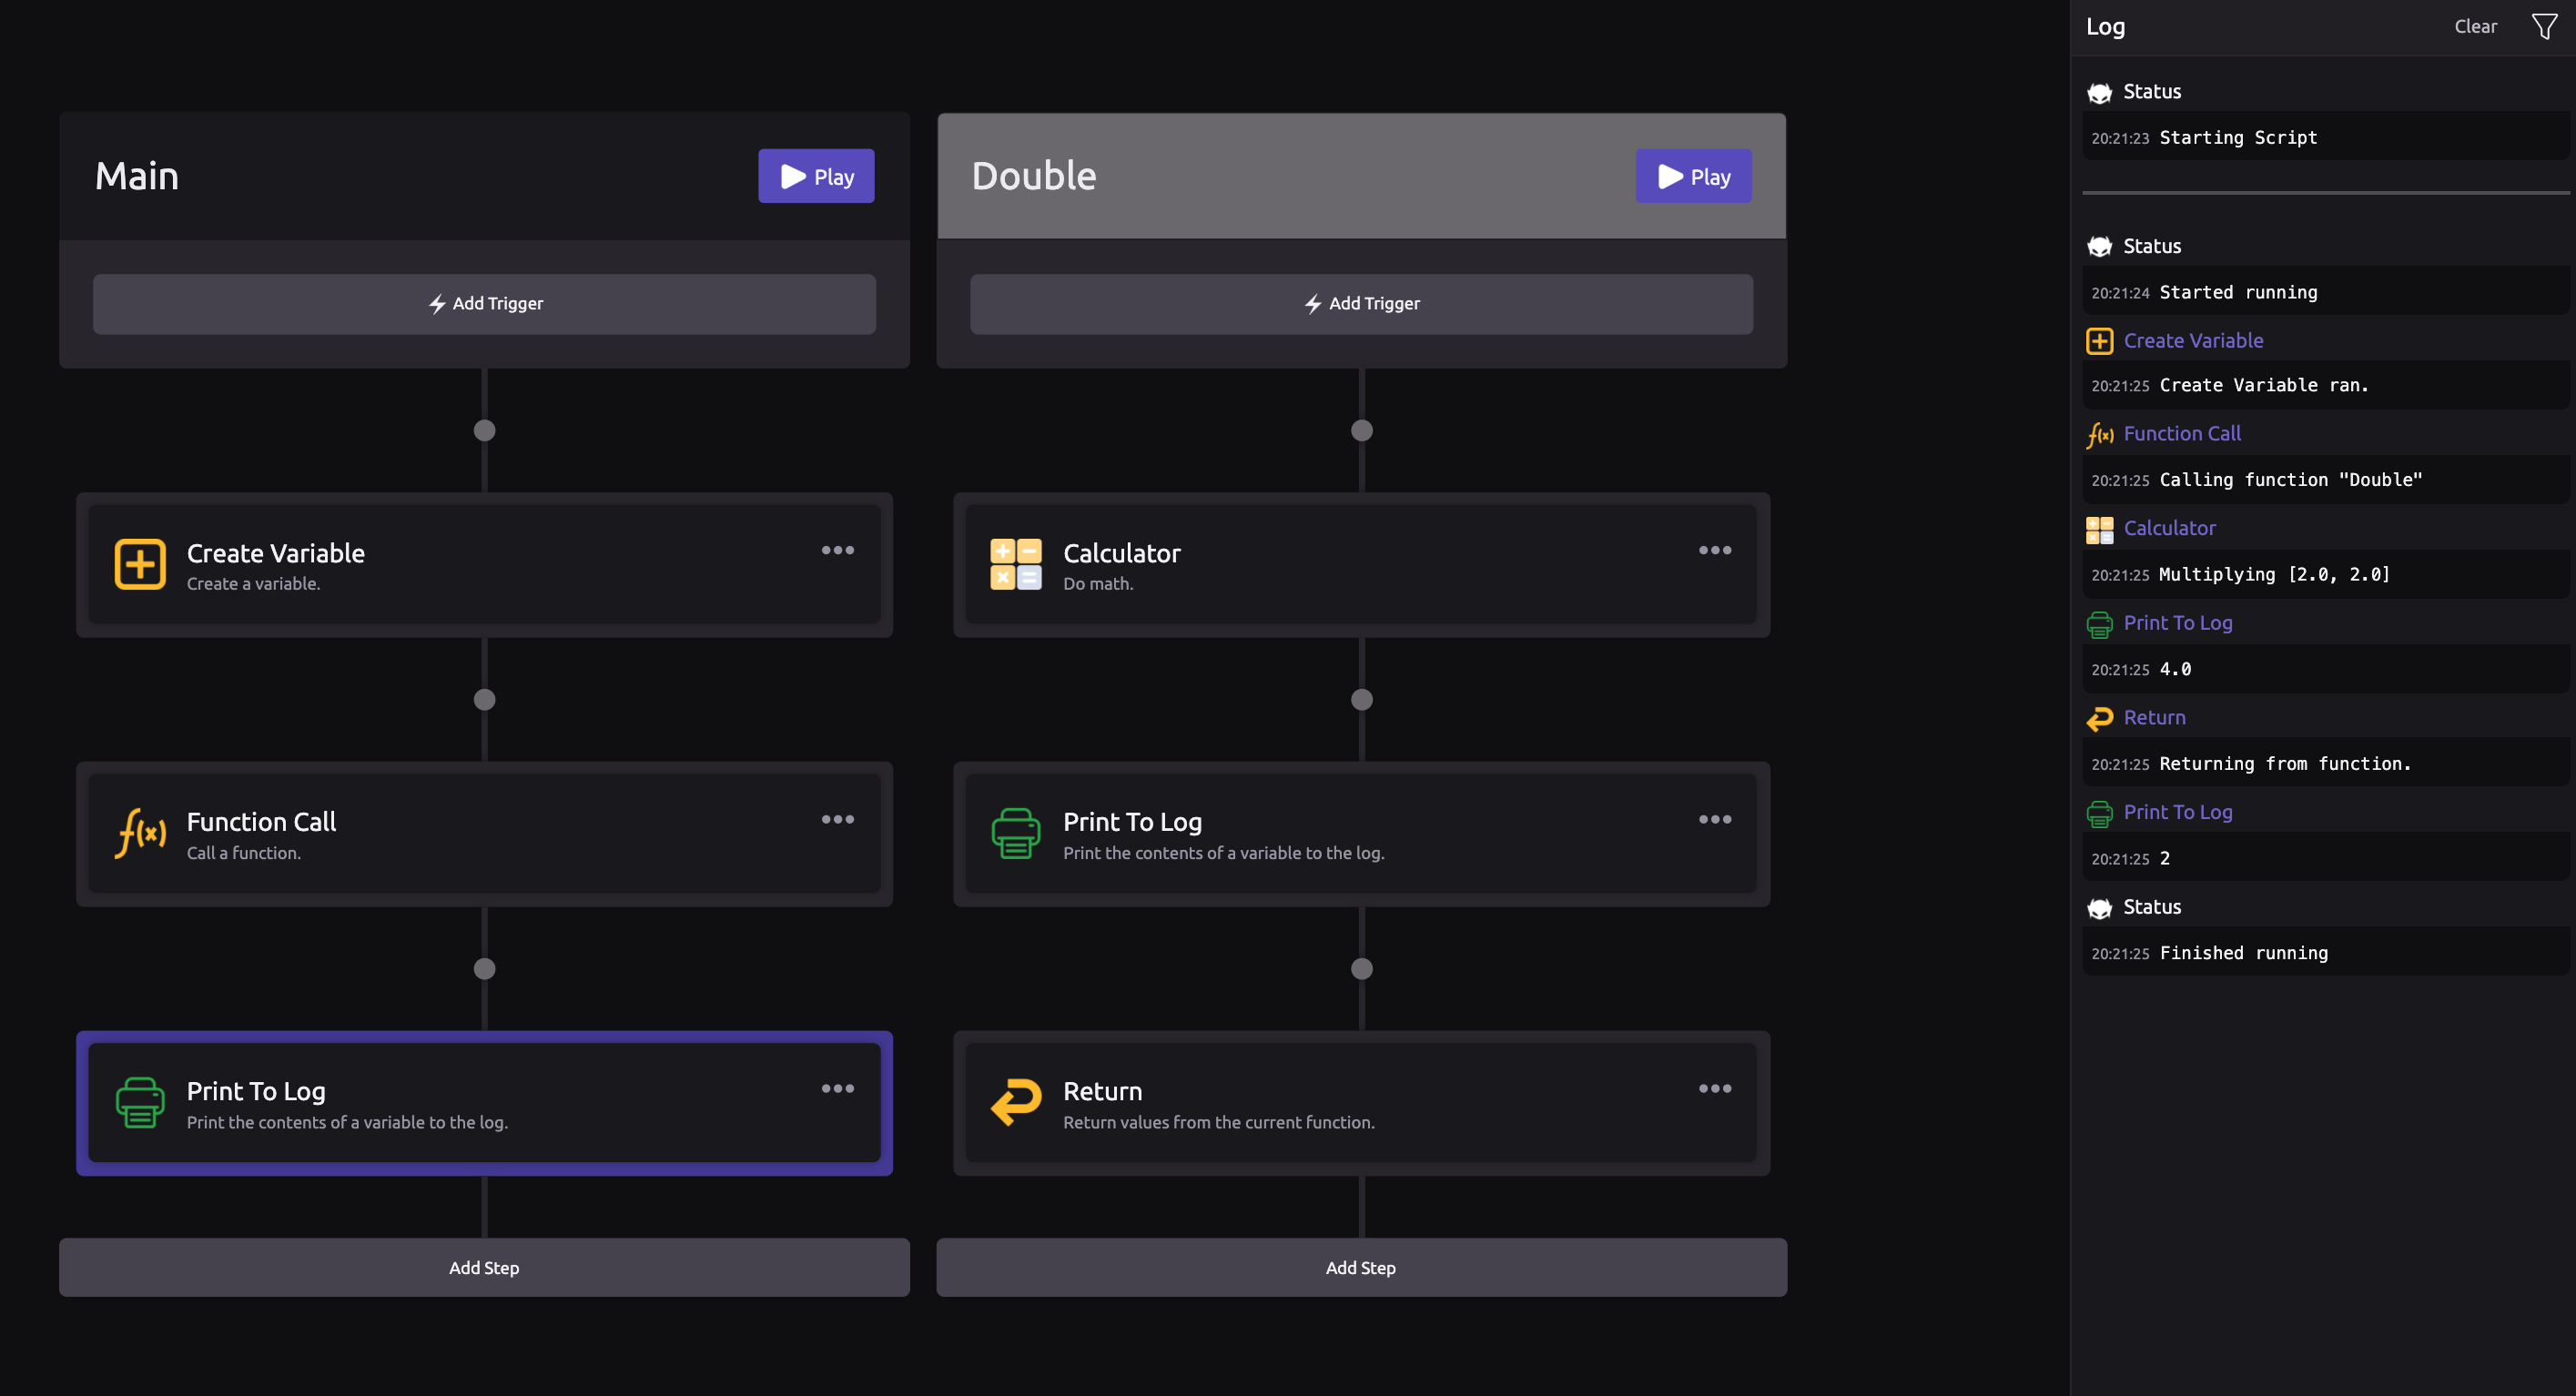 Main
Play
Add Trigger
Create Variable
Create a variable.
Function Call
Call a function.
Print To Log
Print the contents of a variable to the log.
Add Step
Double
Play
Add Trigger
Calculator
Do math.
Print To Log
Print the contents of a variable to the log.
Return
Return values from the current function.
Add Step
Log Clear
Status
20:21:23 Starting Script
Status
20:21:24 Started running
Create Variable
20:21:25 Create Variable ran.
f(x) Function Call
20:21:25 Calling function "Double"
Calculator
20:21:25 Multiplying [2.0, 2.0]
Print To Log
20:21:25 4.0
Return
20:21:25 Returning from function.
Print To Log
20:21:25 2
Status
20:21:25 Finished running